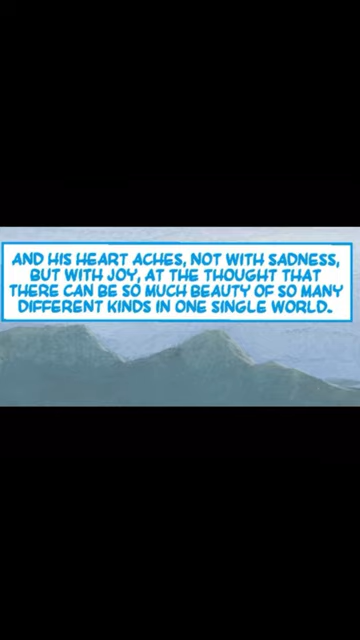 AND HIS HEART ACHES, NOT WITH SADNESS,
BUT WITH JOY, AT THE THOUGHT THAT
THERE CAN BE SO MUCH BEAUTY OF SO MANY
DIFFERENT KINDS IN ONE SINGLE WORLD.